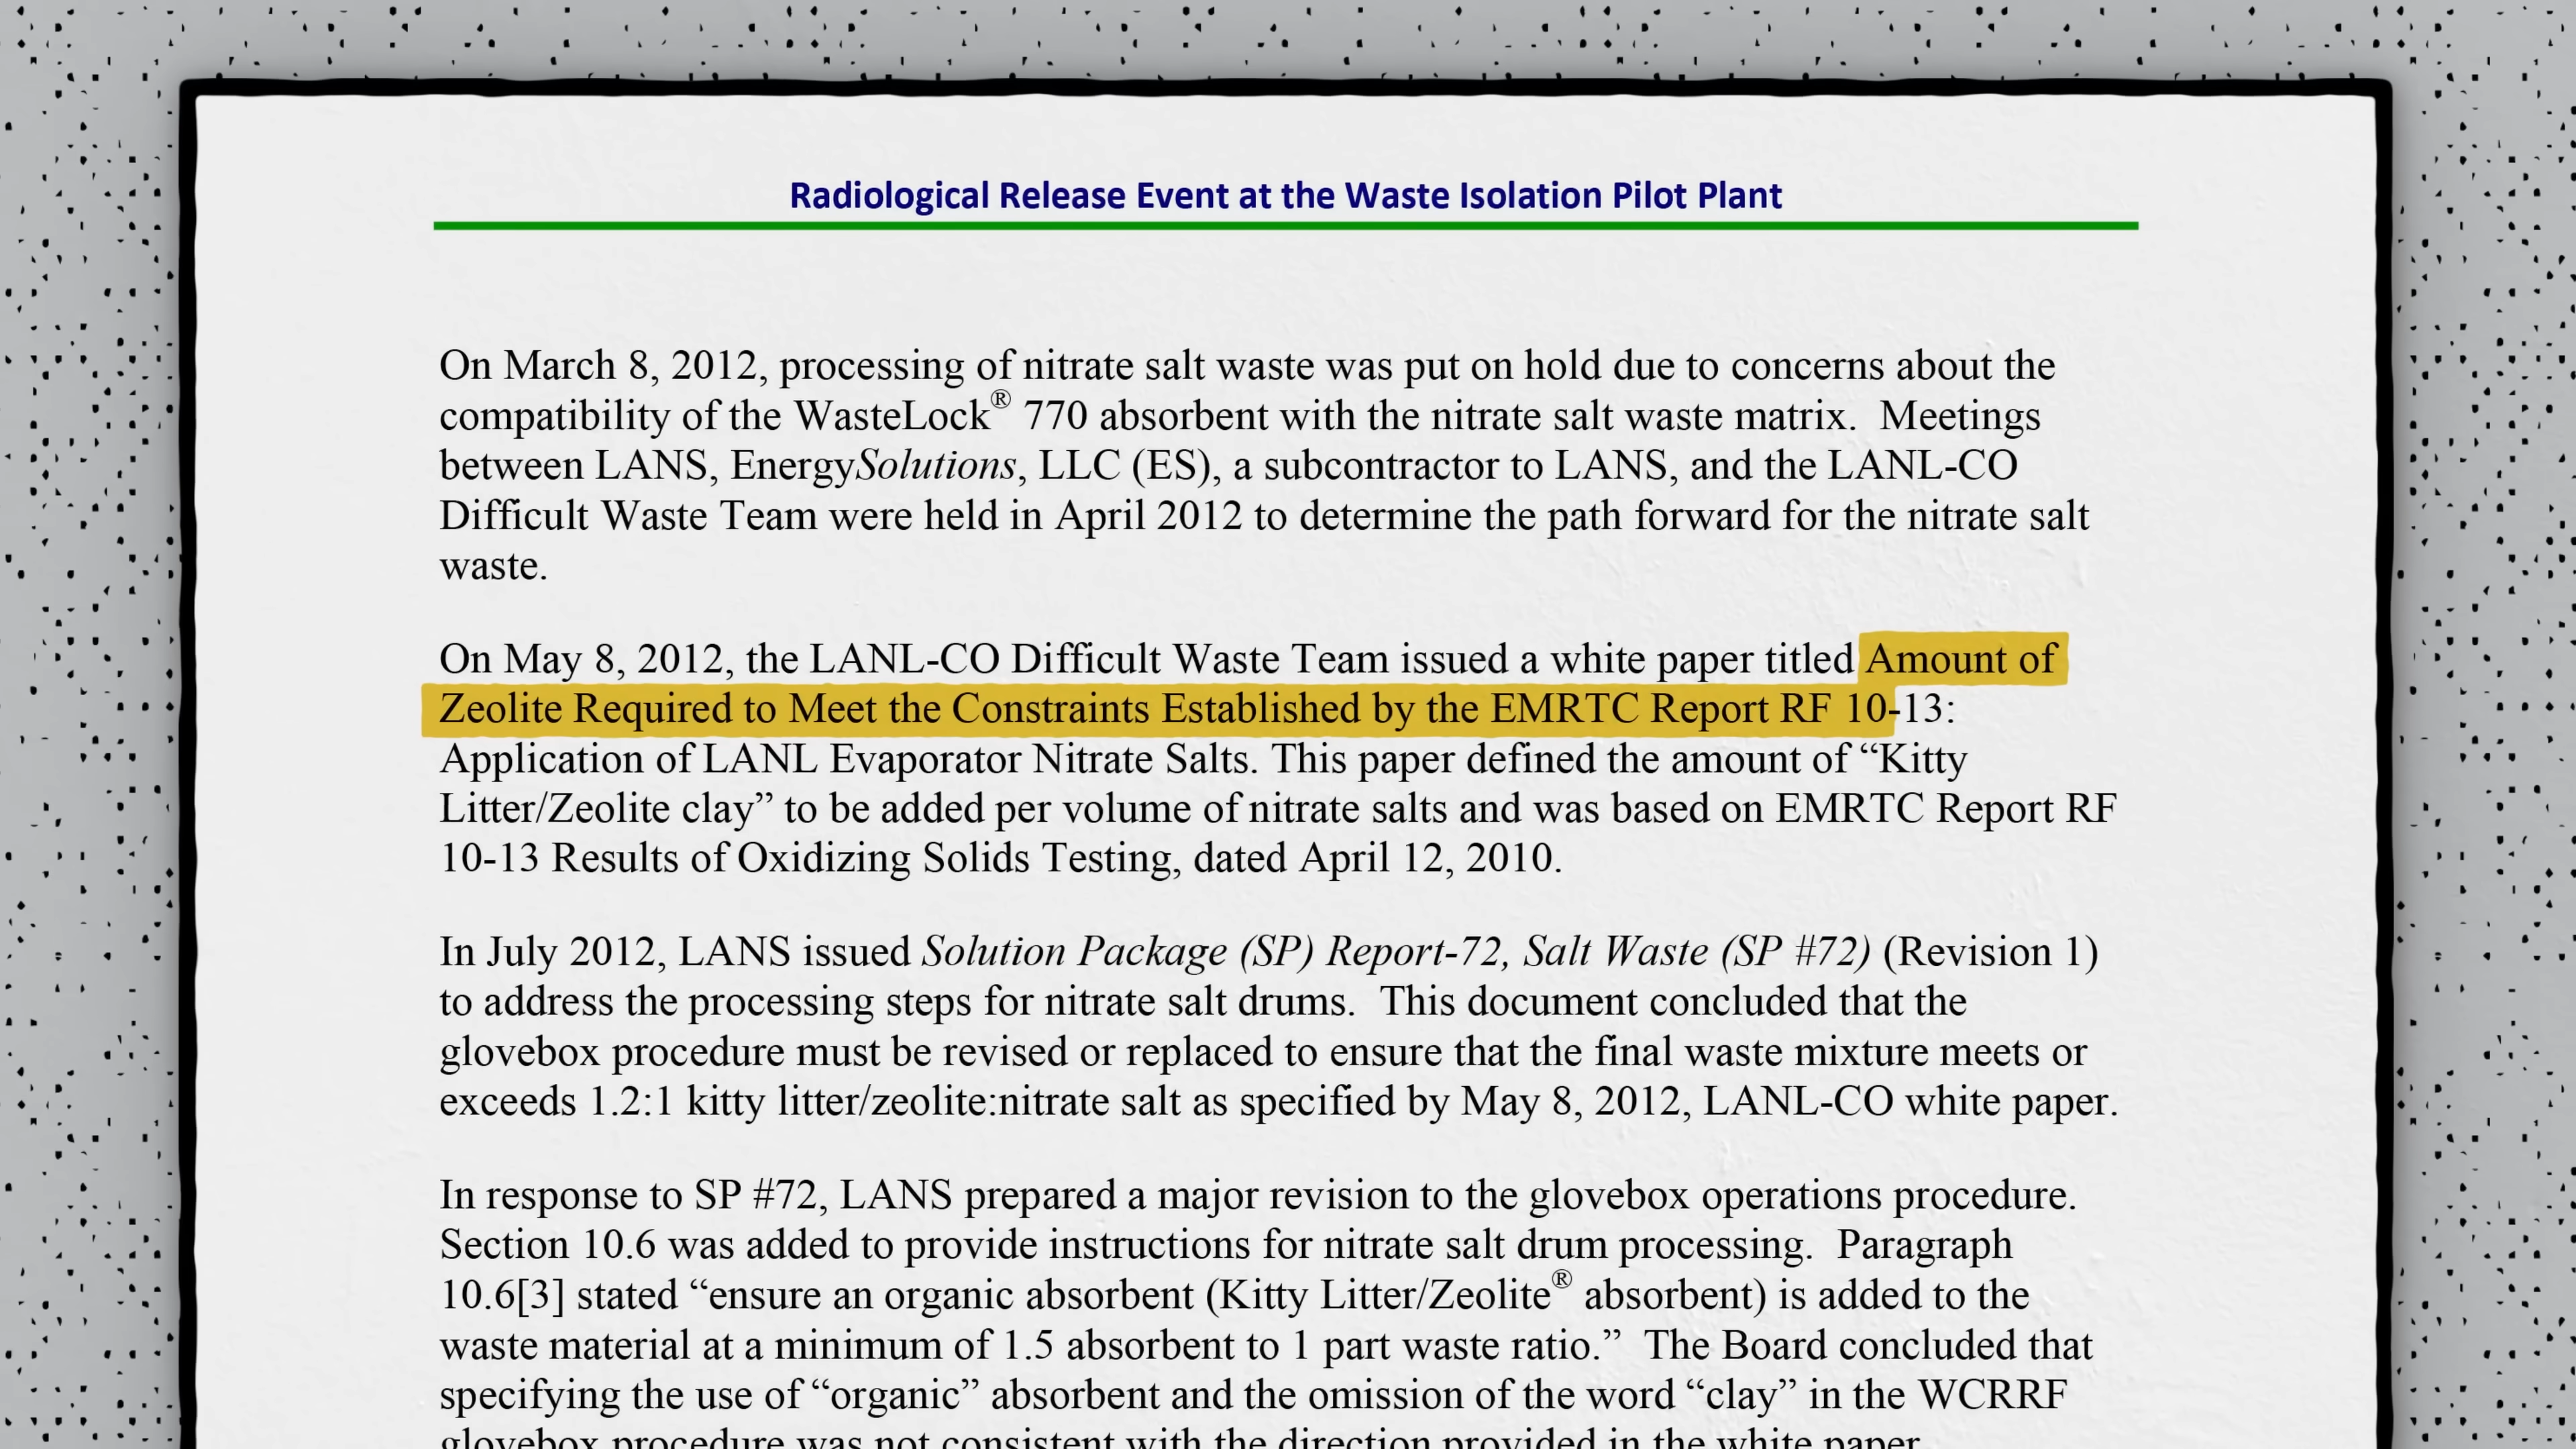 Radiological Release Event at the Waste Isolation Pilot Plant
On March 8, 2012, processing of nitrate salt waste was put on hold due to concerns about the
compatibility of the WasteLock® 770 absorbent with the nitrate salt waste matrix.  Meetings
between LANS, EnergySolutions, LLC (ES), a subcontractor to LANS, and the LANL-CO
Difficult Waste Team were held in April 2012 to determine the path forward for the nitrate salt
waste.
On May 8, 2012, the LANL-CO Difficult Waste Team issued a white paper titled Amount of
Zeolite Required to Meet the Constraints Established by the EMRTC Report RF 10-13:
Application of LANL Evaporator Nitrate Salts. This paper defined the amount of “Kitty
Litter/Zeolite clay” to be added per volume of nitrate salts and was based on EMRTC Report RF
10-13 Results of Oxidizing Solids Testing, dated April 12, 2010.
In July 2012, LANS issued Solution Package (SP) Report-72, Salt Waste (SP #72) (Revision 1)
to address the processing steps for nitrate salt drums.  This document concluded that the
glovebox procedure must be revised or replaced to ensure that the final waste mixture meets or
exceeds 1.2:1 kitty litter/zeolite:nitrate salt as specified by May 8, 2012, LANL-CO white paper.
In response to SP #72, LANS prepared a major revision to the glovebox operations procedure.
Section 10.6 was added to provide instructions for nitrate salt drum processing.  Paragraph
10.6[3] stated “ensure an organic absorbent (Kitty Litter/Zeolite® absorbent) is added to the
waste material at a minimum of 1.5 absorbent to 1 part waste ratio.”  The Board concluded that
specifying the use of “organic” absorbent and the omission of the word “clay” in the WCRRF
glovebox procedure was not consistent with the direction provided in the white paper.